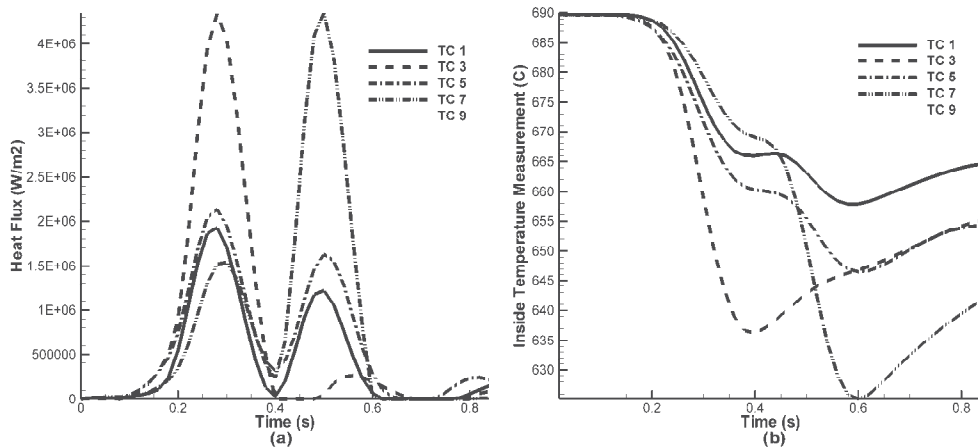 4E+06
3.5E+06
3E+06
2.5E+06
2E+06
1.5E+06
1E+06
500000
0
Heat Flux (W/m2)
TC 1
TC 3
TC 5
TC 7
TC 9
0 0.2 0.4 0.6 0.8
Time (s)
(a)
690
685
680
675
670
665
660
655
650
645
640
635
630
Inside Temperature Measurement (C)
TC 1
TC 3
TC 5
TC 7
TC 9
0.2 0.4 0.6 0.8
Time (s)
(b)